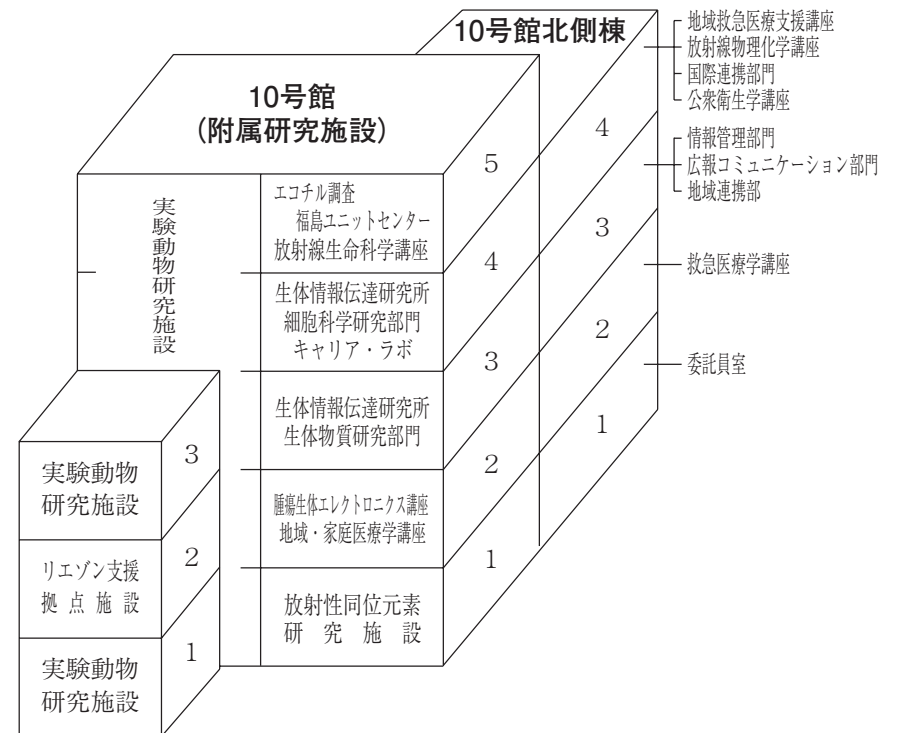 10号館北側棟
地域救急医療支援講座
放射線物理化学講座
国際連携部門
公衆衛生学講座
情報管理部門
広報コミュニケーション部門
地域連携部
救急医療学講座
委託員室
4
3
2
1
10号館
(附属研究施設)
5
4
3
2
1
実験動物研究施設
エコチル調査
福島ユニットセンター
放射線生命科学講座
生体情報伝達研究所
細胞科学研究部門
キャリア・ラボ
生体情報伝達研究所
生体物質研究部門
腫瘍生体エレクトロニクス講座
地域・家庭医療学講座
放射性同位元素
研究施設
3
2
1
実験動物
研究施設
リエゾン支援
拠点施設
実験動物
研究施設